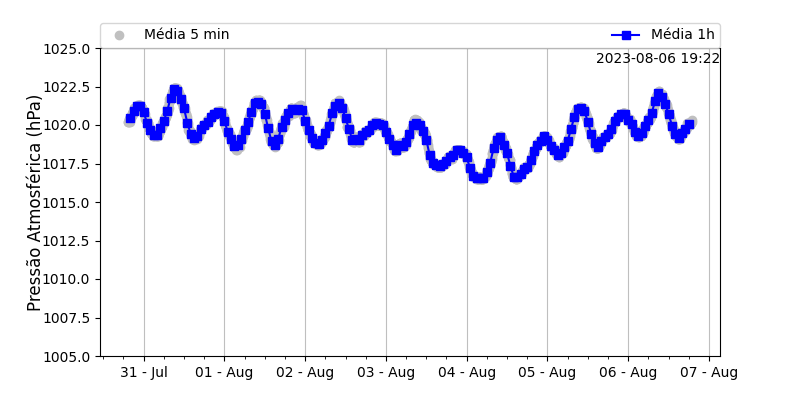 Média 5 min
Média 1h
2023-08-06 19:22
Pressão Atmosférica (hPa)
1025.0
1022.5
1020.0
1017.5
1015.0
1012.5
1010.0
1007.5
1005.0
31 - Jul
01 - Aug
02 - Aug
03 - Aug
04 - Aug
05 - Aug
06 - Aug
07 - Aug